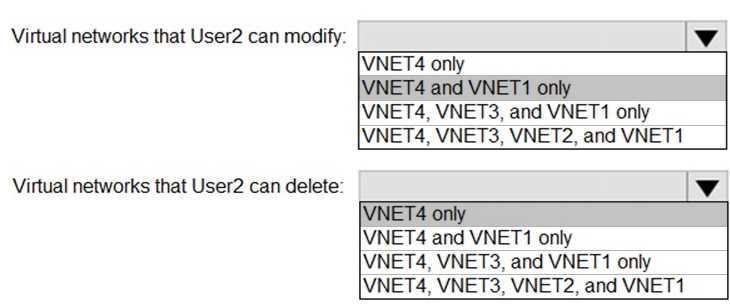 Virtual networks that User2 can modify:
VNET4 only
VNET4 and VNET1 only
VNET4, VNET3, and VNET1 only
VNET4, VNET3, VNET2, and VNET1
Virtual networks that User2 can delete:
VNET4 only
VNET4 and VNET1 only
VNET4, VNET3, and VNET1 only
VNET4, VNET3, VNET2, and VNET1